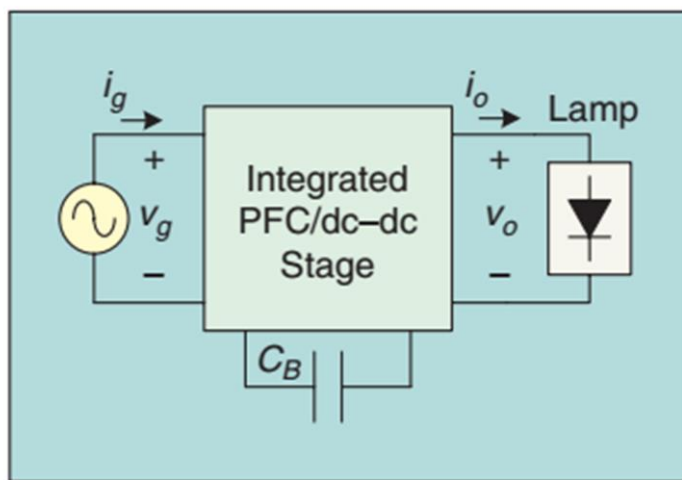 i_g
i_o
Lamp
+
v_g
−
Integrated
PFC/dc–dc
Stage
+
v_o
−
C_B